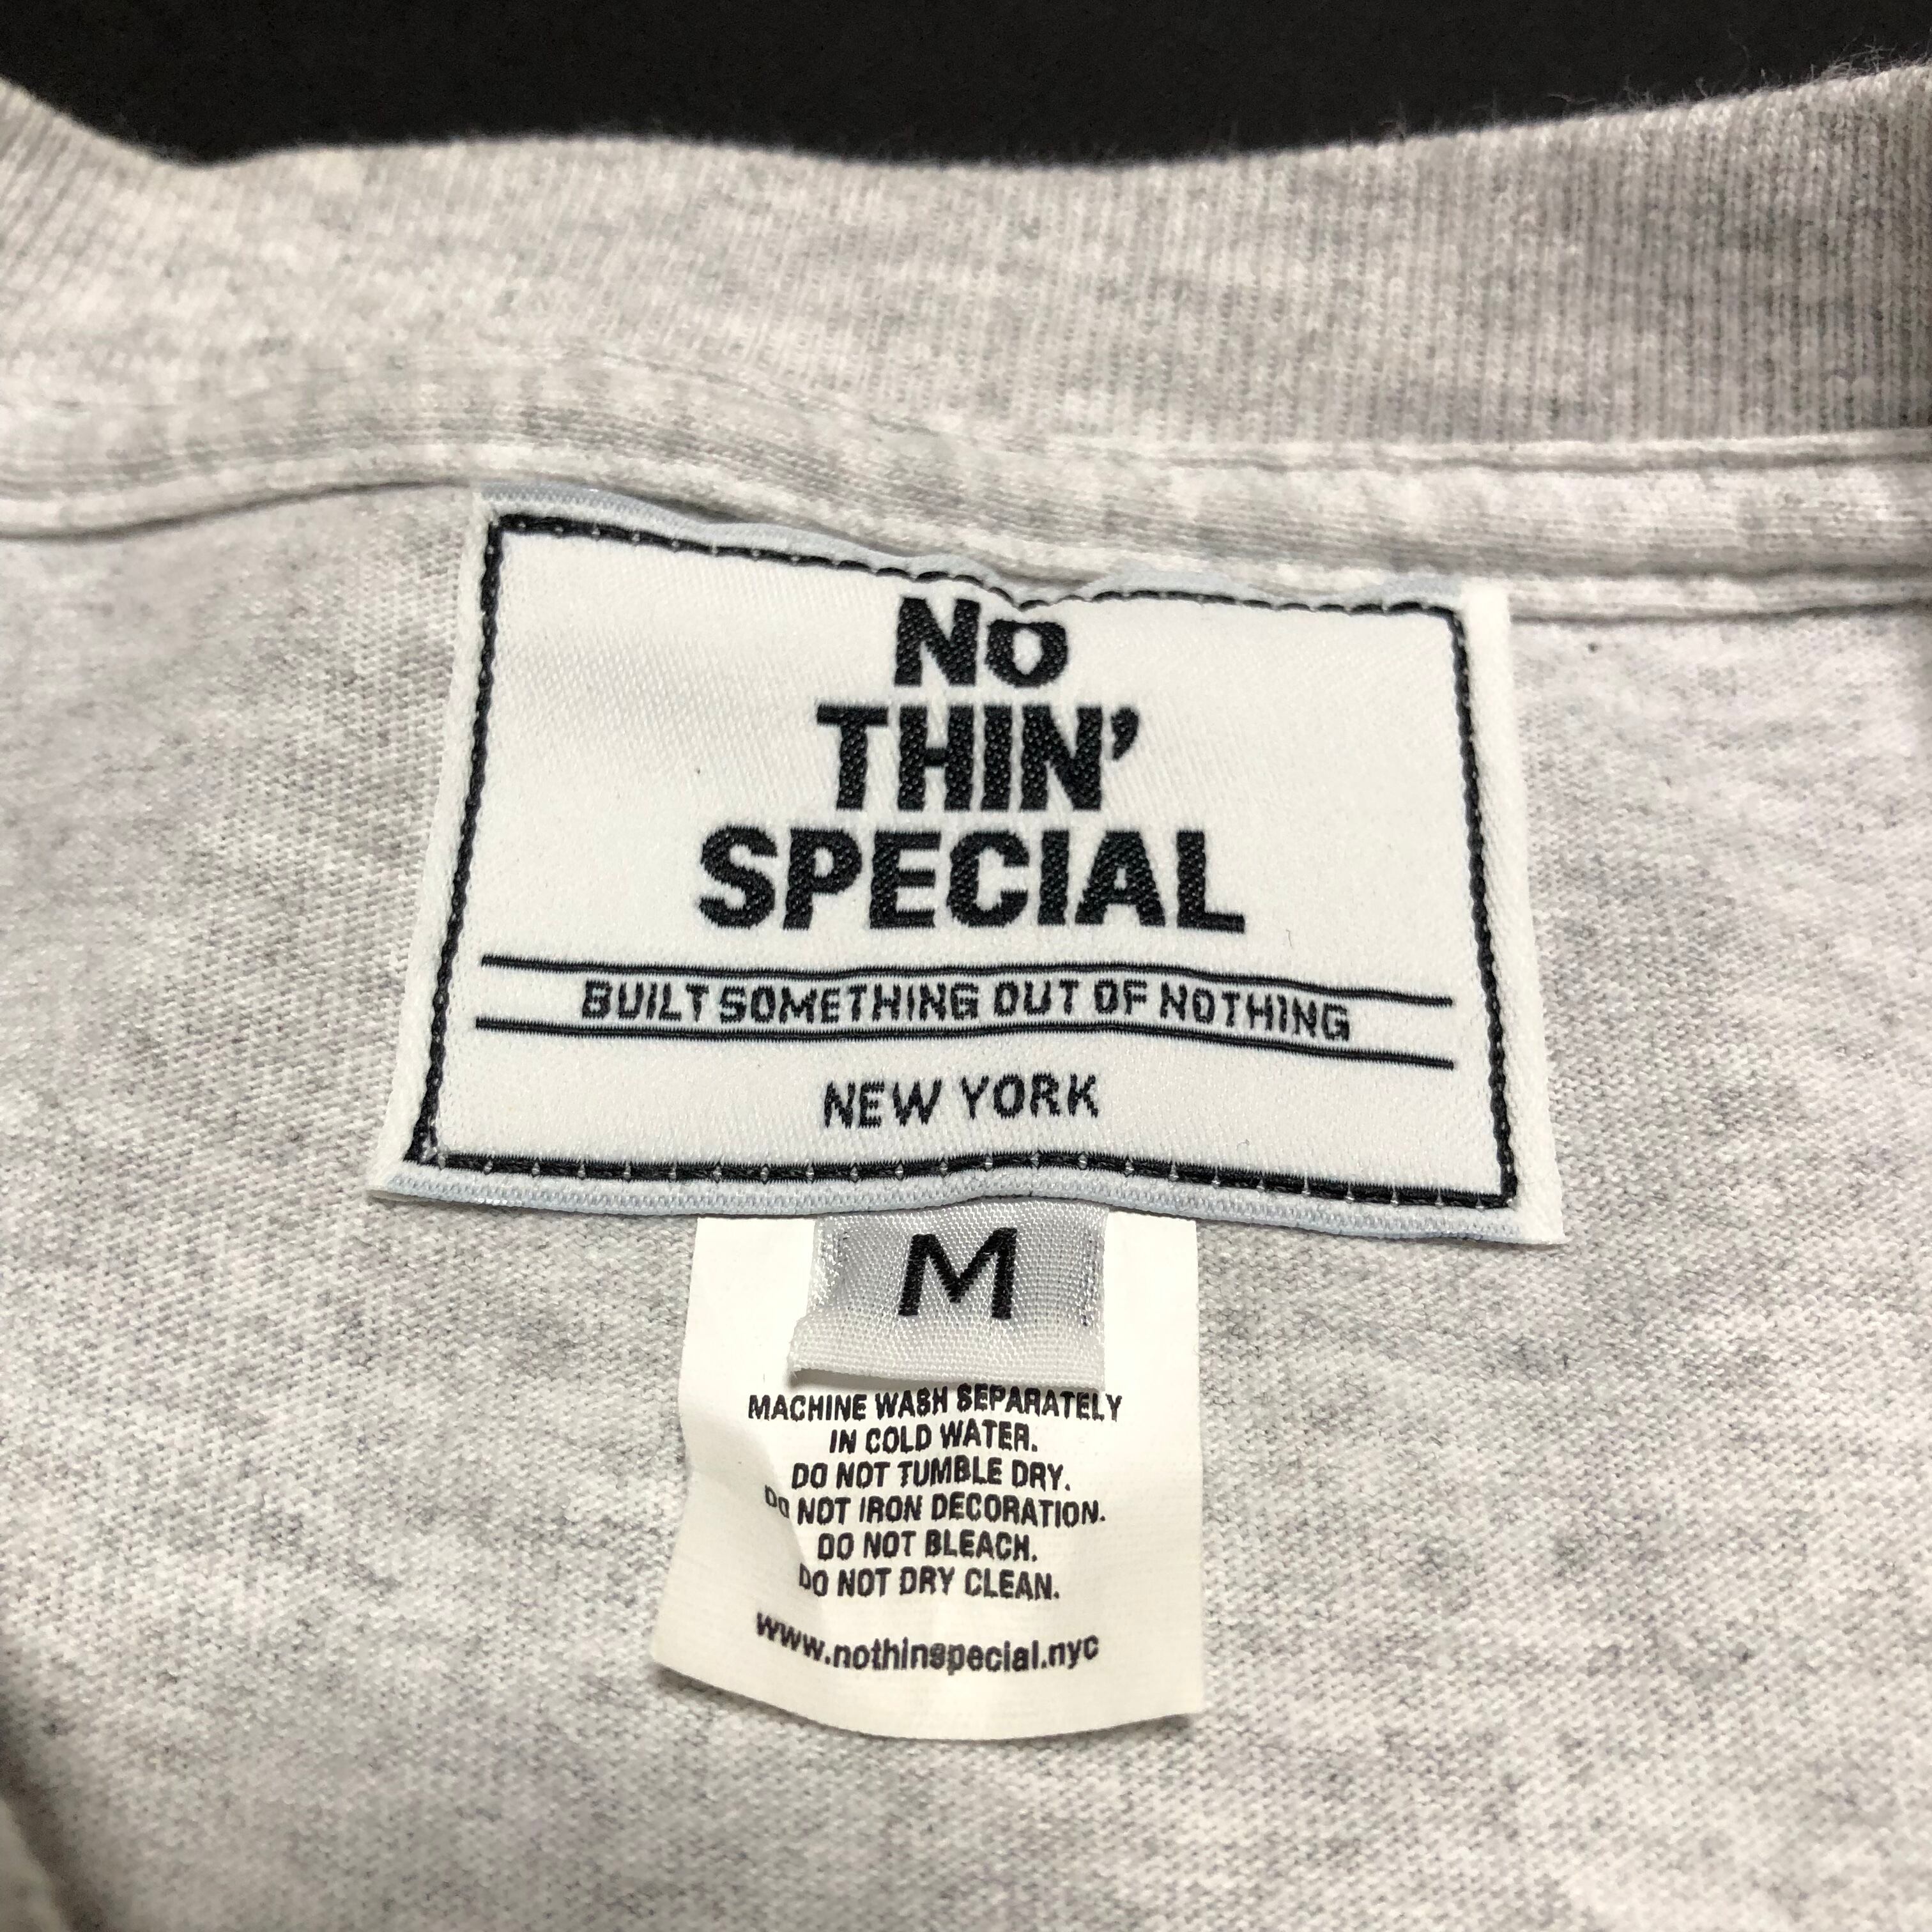 No
THIN'
SPECIAL
BUILT SOMETHING OUT OF NOTHING
NEW YORK
M
MACHINE WASH SEPARATELY
IN COLD WATER.
DO NOT TUMBLE DRY.
DO NOT IRON DECORATION.
DO NOT BLEACH.
DO NOT DRY CLEAN.
www.nothinspecial.nyc